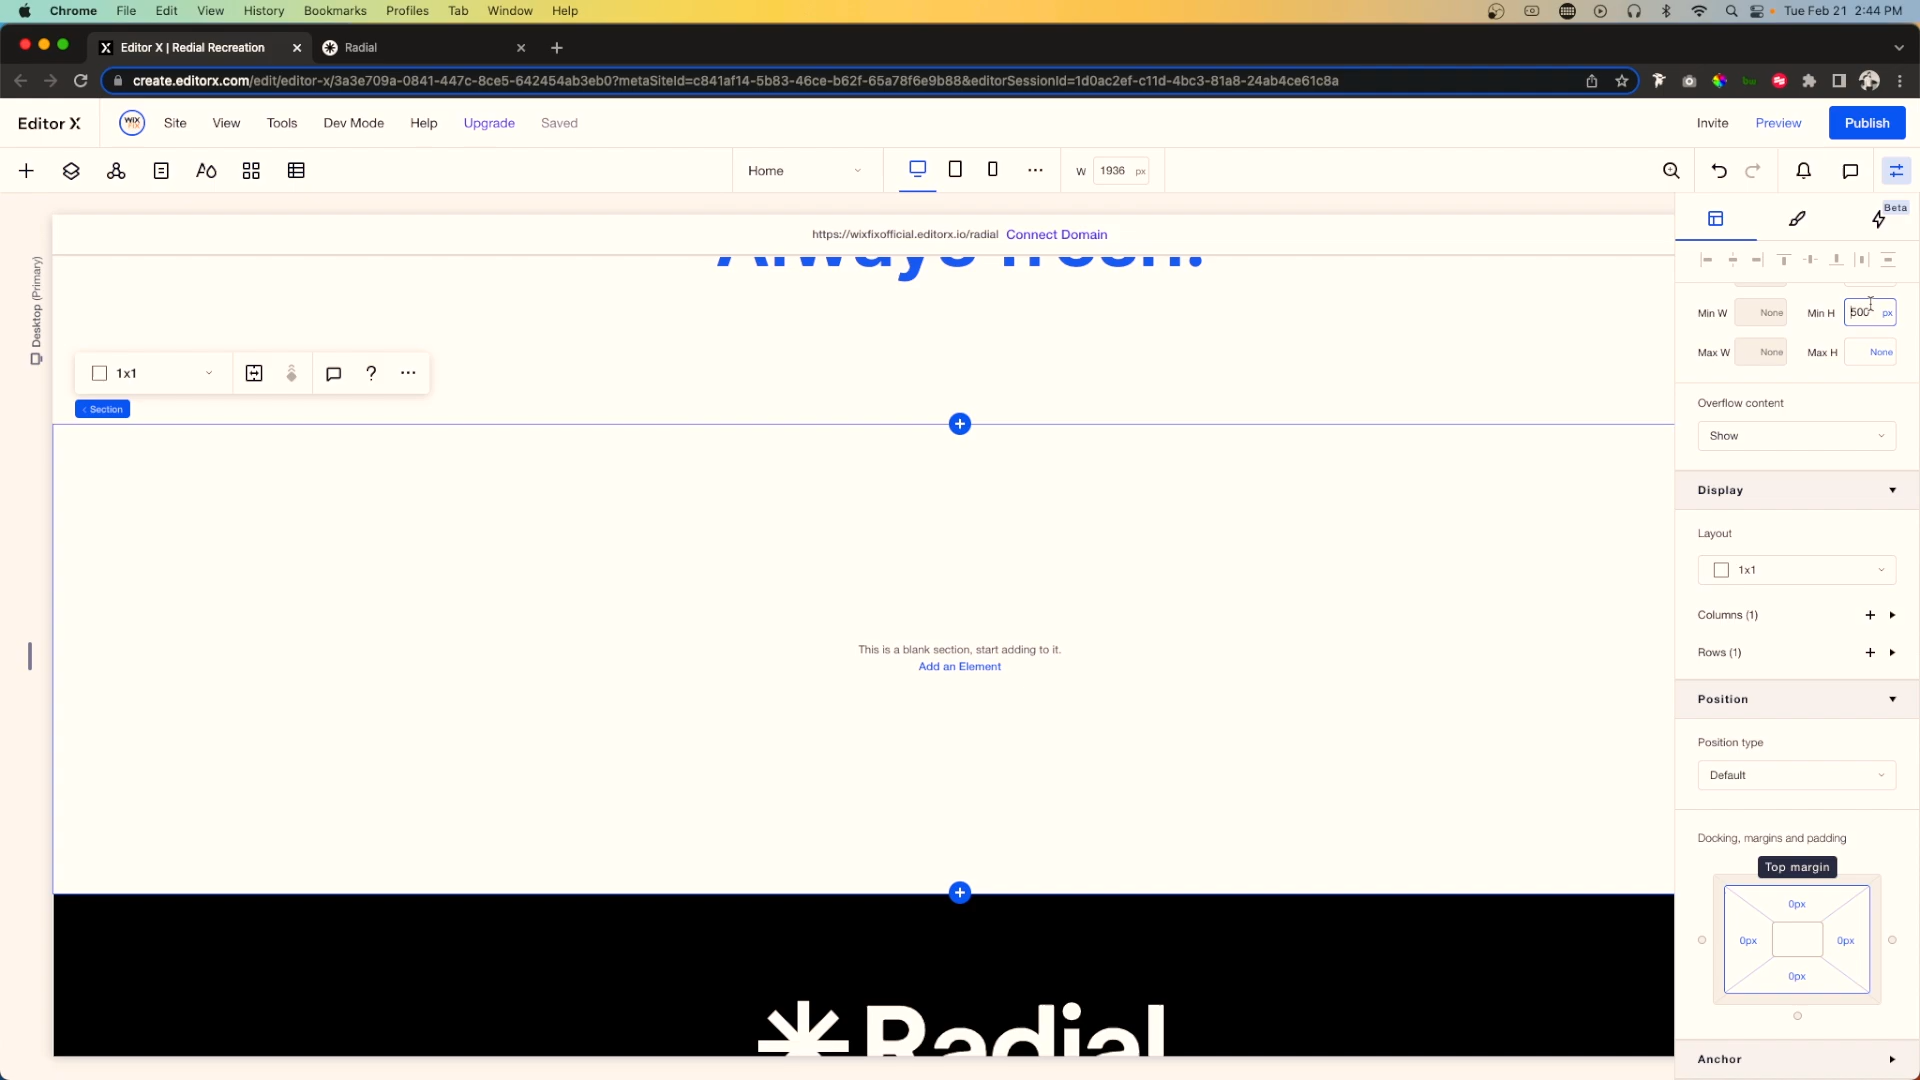 Chrome File Edit View History Bookmarks Profiles Tab Window Help
Tue Feb 21 2:44 PM
X Editor X | Redial Recreation
Radial
create.editorx.com/edit/editor-x/3a3e709a-0841-447c-8ce5-642454ab3eb0?metaSiteId=c841af14-5b83-46ce-b62f-65a78f6e9b88&editorSessionId=1d0ac2ef-c11d-4bc3-81a8-24ab4ce61c8a
Editor X
WIX FIX
Site View Tools Dev Mode Help Upgrade Saved
Invite Preview Publish
Home
W 1936 px
Beta
https://wixfixofficial.editorx.io/radial Connect Domain
Always fresh.
Desktop (Primary)
1x1
< Section
This is a blank section, start adding to it.
Add an Element
Radial
Min W None Min H 500 px
Max W None Max H None
Overflow content
Show
Display
Layout
1x1
Columns (1)
Rows (1)
Position
Position type
Default
Docking, margins and padding
Top margin
0px
0px 0px
0px
Anchor